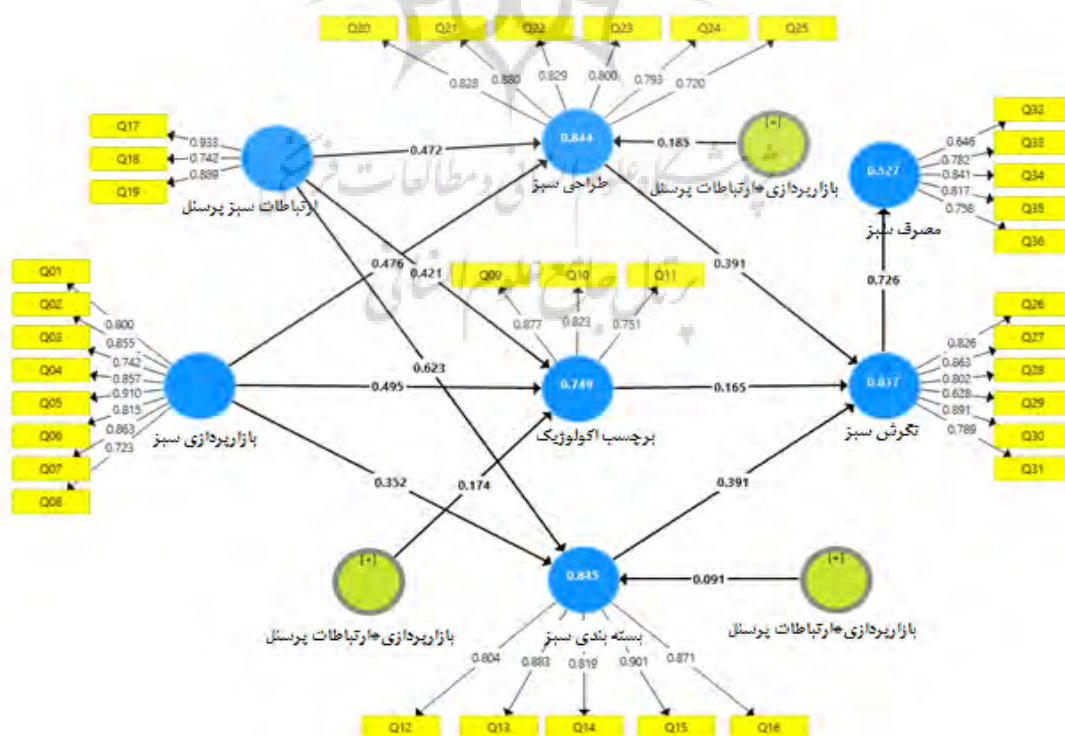 Q20 Q21 Q22 Q23 Q24 Q25
0.828 0.880 0.829 0.800 0.793 0.720
Q17
Q18
Q19
0.933
0.742
0.889
ارتباطات سبز پرسنل
0.472
0.844
طراحی سبز
0.185
[+]
بازارپردازی*ارتباطات پرسنل
Q32
Q33
Q34
Q35
Q36
0.646
0.782
0.841
0.817
0.758
0.527
مصرف سبز
0.476
0.421
0.391
0.726
0.623
Q09 Q10 Q11
0.877 0.823 0.751
Q01
Q02
Q03
Q04
Q05
Q06
Q07
Q08
0.800
0.855
0.742
0.857
0.910
0.815
0.863
0.723
بازارپردازی سبز
0.495
0.749
برچسب اکولوژیک
0.165
0.837
نگرش سبز
Q26
Q27
Q28
Q29
Q30
Q31
0.826
0.863
0.802
0.628
0.891
0.789
0.352
0.174
0.391
[+]
بازارپردازی*ارتباطات پرسنل
0.845
بسته بندی سبز
0.091
[+]
بازارپردازی*ارتباطات پرسنل
0.804 0.883 0.819 0.901 0.871
Q12 Q13 Q14 Q15 Q16
پرتال جامع علوم انسانی